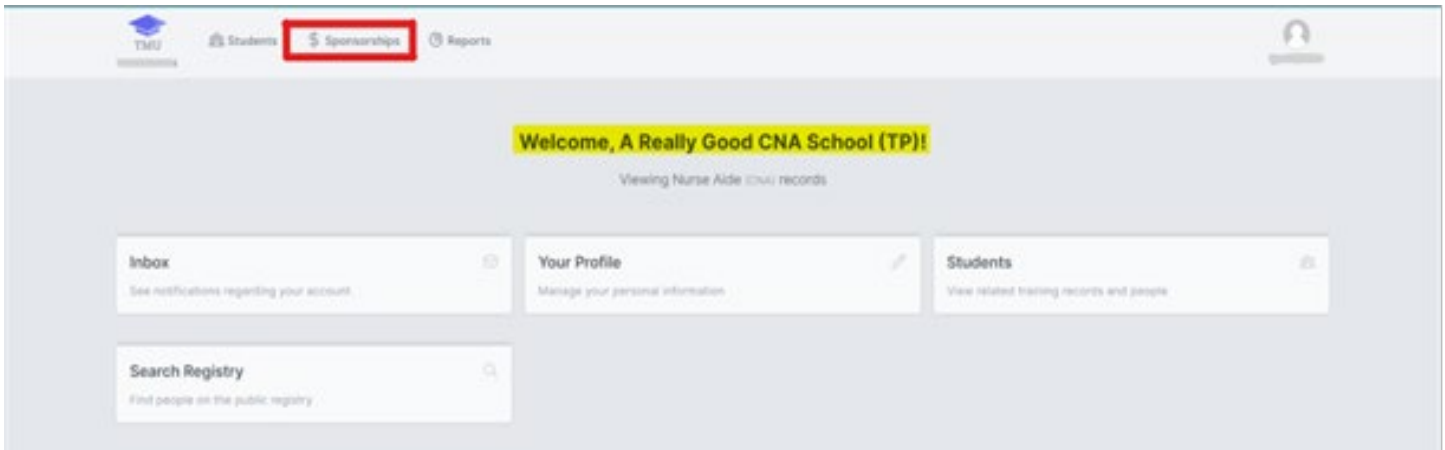 TMU
Students
$ Sponsorships
Reports
Welcome, A Really Good CNA School (TP)!
Viewing Nurse Aide (CNA) records
Inbox
See notifications regarding your account
Your Profile
Manage your personal information
Students
View related training records and people
Search Registry
Find people on the public registry